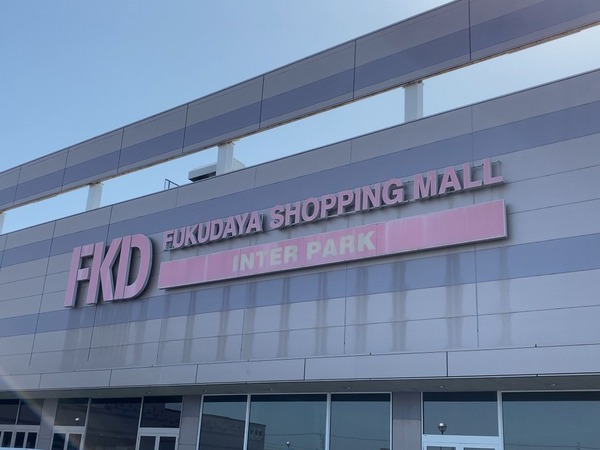 FKD FUKUDAYA SHOPPING MALL
INTER PARK